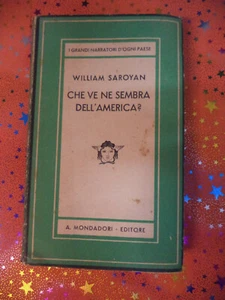 I GRANDI NARRATORI D'OGNI PAESE
WILLIAM SAROYAN
CHE VE NE SEMBRA
DELL'AMERICA?
A. MONDADORI - EDITORE